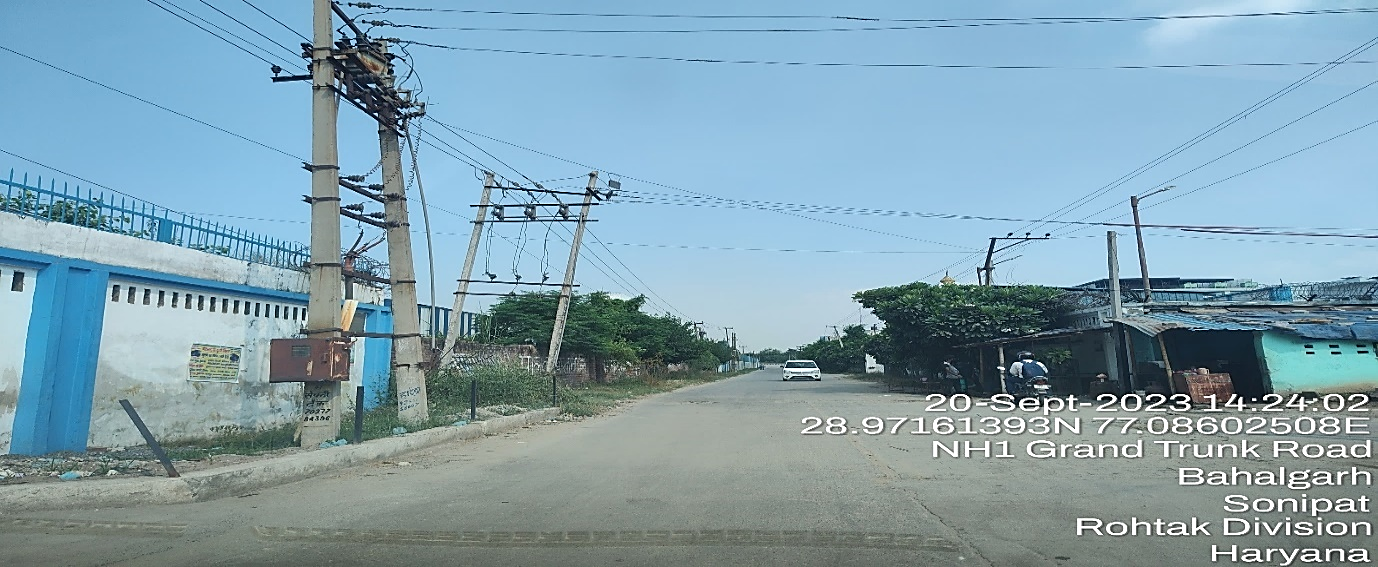 20-Sept-2023 14:24:02
28.97161393N 77.08602508E
NH1 Grand Trunk Road
Bahalgarh
Sonipat
Rohtak Division
Haryana